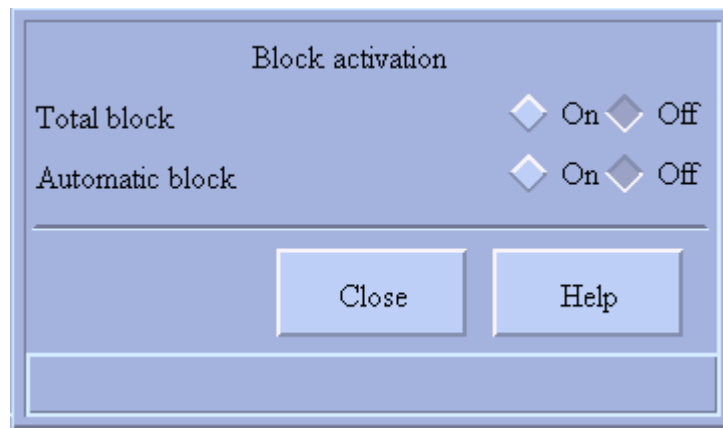 Block activation
Total block On Off
Automatic block On Off
Close Help